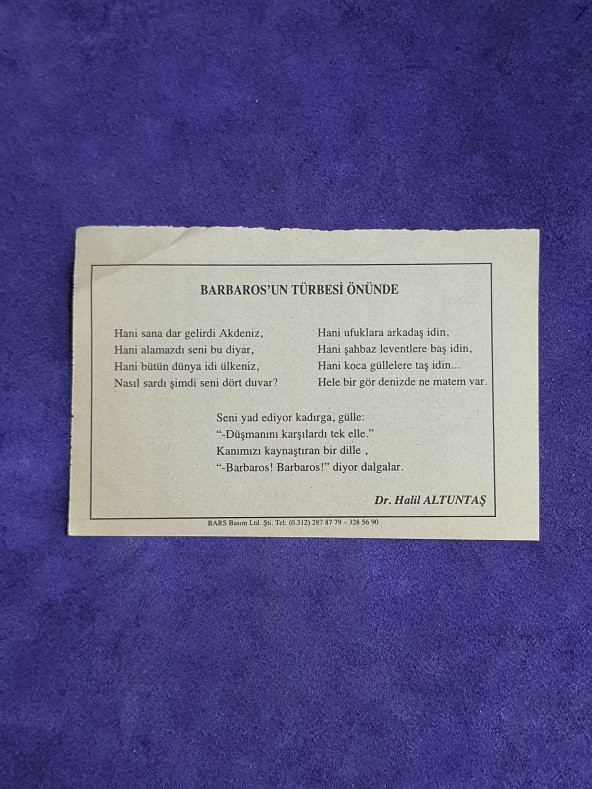 BARBAROS'UN TÜRBESİ ÖNÜNDE
Hani sana dar gelirdi Akdeniz,
Hani alamazdı seni bu diyar,
Hani bütün dünya idi ülkeniz,
Nasıl sardı şimdi seni dört duvar?
Hani ufuklara arkadaş idin,
Hani şahbaz leventlere baş idin,
Hani koca güllelere taş idin...
Hele bir gör denizde ne matem var.
Seni yad ediyor kadırga, gülle:
“-Düşmanını karşılardı tek elle.”
Kanımızı kaynaştıran bir dille ,
“-Barbaros! Barbaros!” diyor dalgalar.
Dr. Halil ALTUNTAŞ
BARS Basım Ltd. Şti. Tel: (0.312) 287 87 79 – 328 56 90